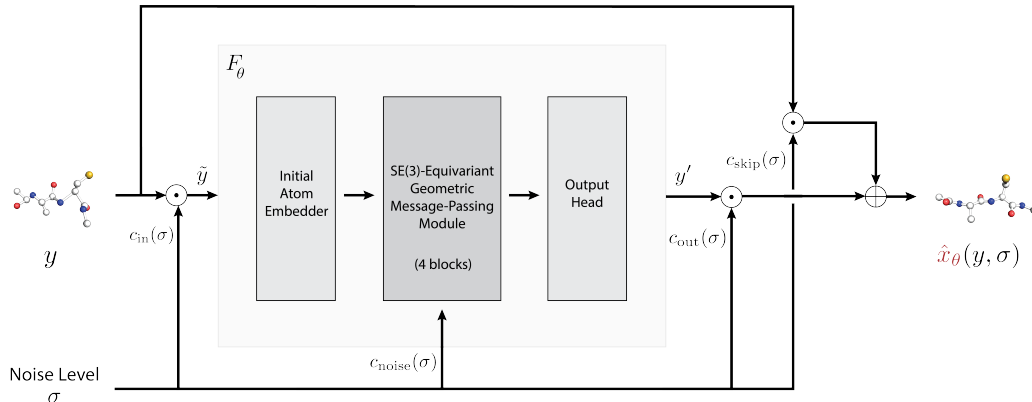 F_θ
Initial
Atom
Embedder
SE(3)-Equivariant
Geometric
Message-Passing
Module
(4 blocks)
Output
Head
ỹ
y′
c_skip(σ)
c_in(σ)
c_out(σ)
y
x̂_θ(y, σ)
c_noise(σ)
Noise Level
σ